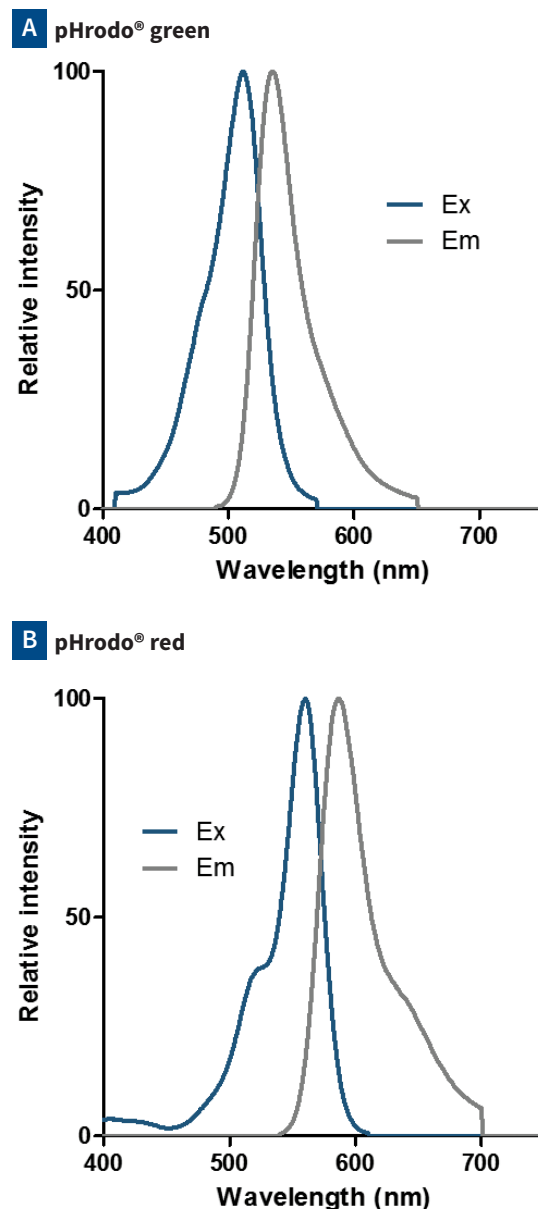 A pHrodo® green
100
50
0
Relative intensity
Ex
Em
400 500 600 700
Wavelength (nm)
B pHrodo® red
100
50
0
Relative intensity
Ex
Em
400 500 600 700
Wavelength (nm)